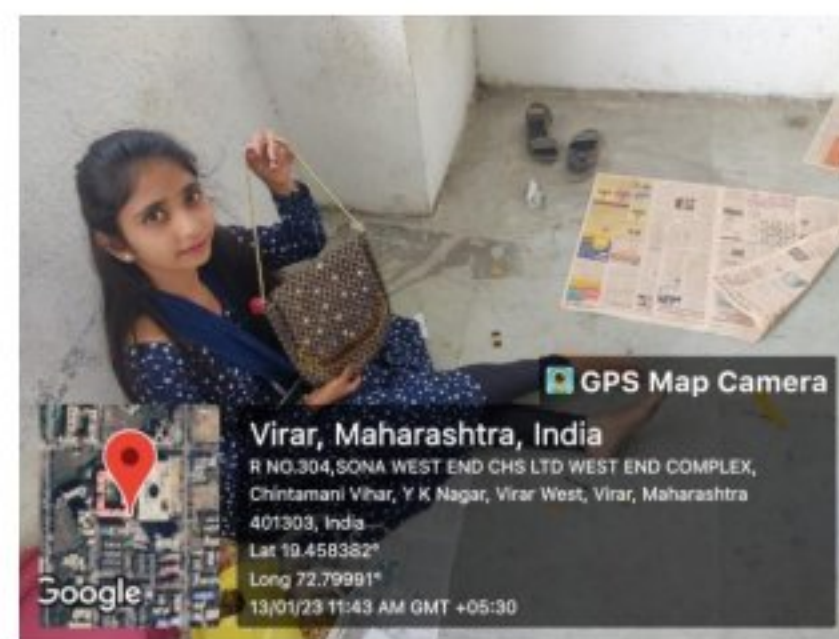 GPS Map Camera
Virar, Maharashtra, India
R NO.304,SONA WEST END CHS LTD WEST END COMPLEX,
Chintamani Vihar, Y K Nagar, Virar West, Virar, Maharashtra
401303, India
Lat 19.458382°
Long 72.79991°
13/01/23 11:43 AM GMT +05:30
Google